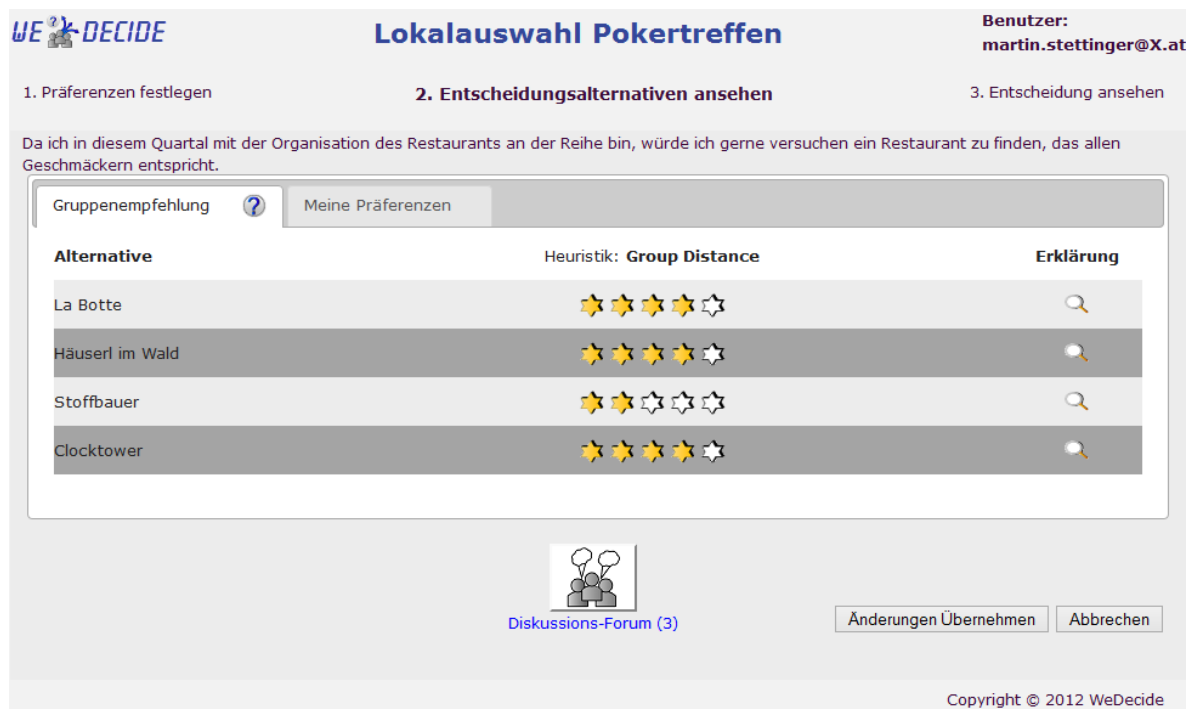 WE DECIDE
Lokalauswahl Pokertreffen
Benutzer:
martin.stettinger@X.at
1. Präferenzen festlegen
2. Entscheidungsalternativen ansehen
3. Entscheidung ansehen
Da ich in diesem Quartal mit der Organisation des Restaurants an der Reihe bin, würde ich gerne versuchen ein Restaurant zu finden, das allen
Geschmäckern entspricht.
Gruppenempfehlung ? Meine Präferenzen
Alternative Heuristik: Group Distance Erklärung
La Botte
Häuserl im Wald
Stoffbauer
Clocktower
Diskussions-Forum (3)
Änderungen Übernehmen Abbrechen
Copyright © 2012 WeDecide